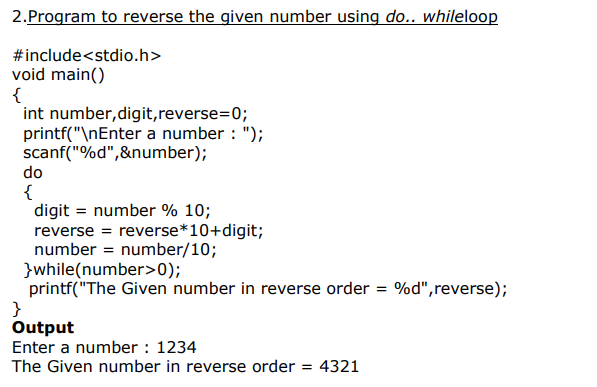 2.Program to reverse the given number using do.. whileloop
#include<stdio.h>
void main()
{
int number,digit,reverse=0;
printf("\nEnter a number : ");
scanf("%d",&number);
do
{
digit = number % 10;
reverse = reverse*10+digit;
number = number/10;
}while(number>0);
printf("The Given number in reverse order = %d",reverse);
}
Output
Enter a number : 1234
The Given number in reverse order = 4321